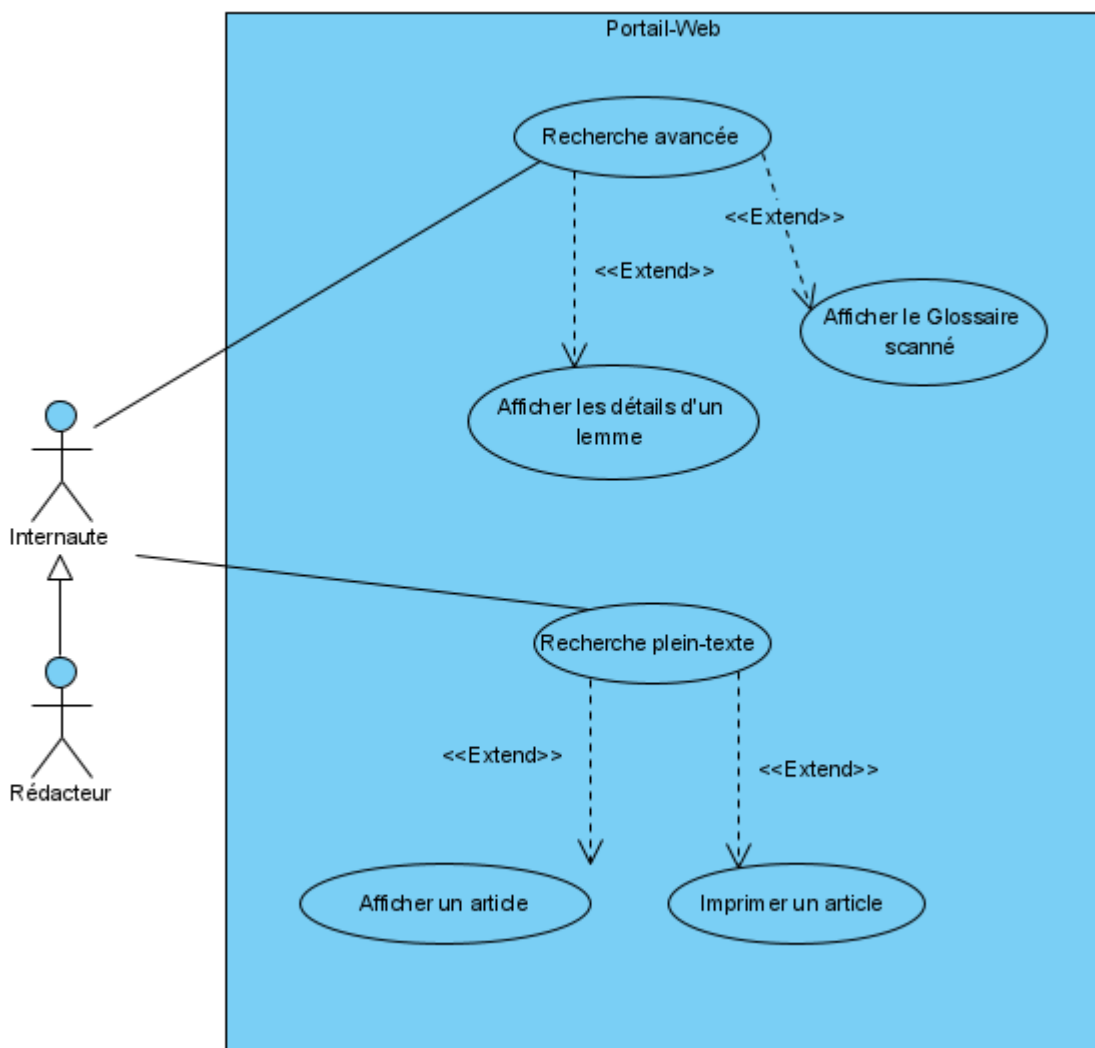 Portail-Web
Recherche avancée
<<Extend>>
<<Extend>>
Afficher le Glossaire
scanné
Afficher les détails d'un
lemme
Internaute
Recherche plein-texte
<<Extend>>
<<Extend>>
Rédacteur
Afficher un article
Imprimer un article